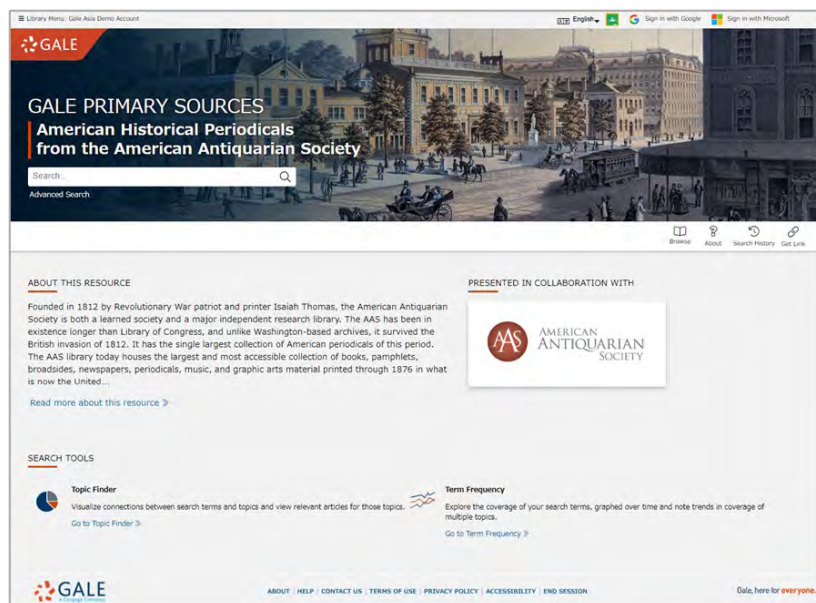 Library Menu: Gale Asia Demo Account
English
Sign in with Google
Sign in with Microsoft
GALE
GALE PRIMARY SOURCES
American Historical Periodicals
from the American Antiquarian Society
Search...
Advanced Search
Browse
About
Search History
Get Link
ABOUT THIS RESOURCE
Founded in 1812 by Revolutionary War patriot and printer Isaiah Thomas, the American Antiquarian
Society is both a learned society and a major independent research library. The AAS has been in
existence longer than Library of Congress, and unlike Washington-based archives, it survived the
British invasion of 1812. It has the single largest collection of American periodicals of this period.
The AAS library today houses the largest and most accessible collection of books, pamphlets,
broadsides, newspapers, periodicals, music, and graphic arts material printed through 1876 in what
is now the United...
Read more about this resource »
PRESENTED IN COLLABORATION WITH
AAS
AMERICAN
ANTIQUARIAN
SOCIETY
SEARCH TOOLS
Topic Finder
Visualize connections between search terms and topics and view relevant articles for those topics.
Go to Topic Finder »
Term Frequency
Explore the coverage of your search terms, graphed over time and note trends in coverage of
multiple topics.
Go to Term Frequency »
GALE
A Cengage Company
ABOUT | HELP | CONTACT US | TERMS OF USE | PRIVACY POLICY | ACCESSIBILITY | END SESSION
Gale, here for everyone.